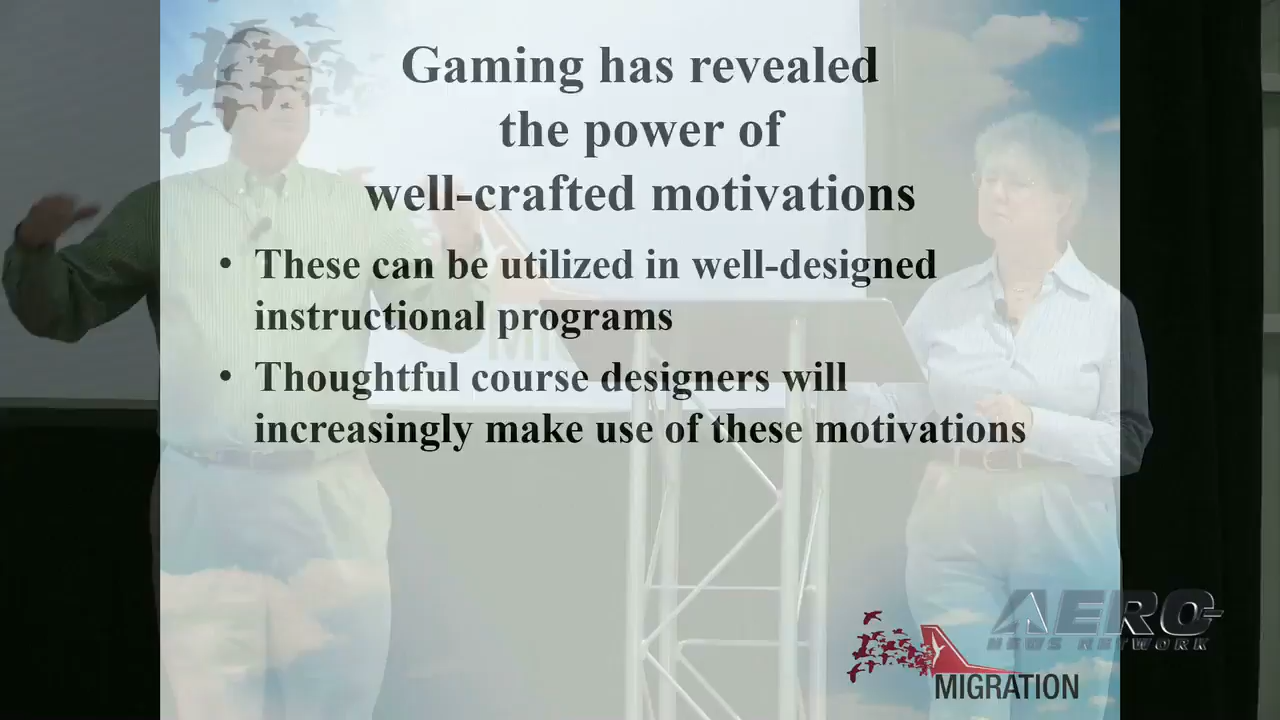 Gaming has revealed
the power of
well-crafted motivations
• These can be utilized in well-designed
instructional programs
• Thoughtful course designers will
increasingly make use of these motivations
AERO
NEWS NETWORK
MIGRATION